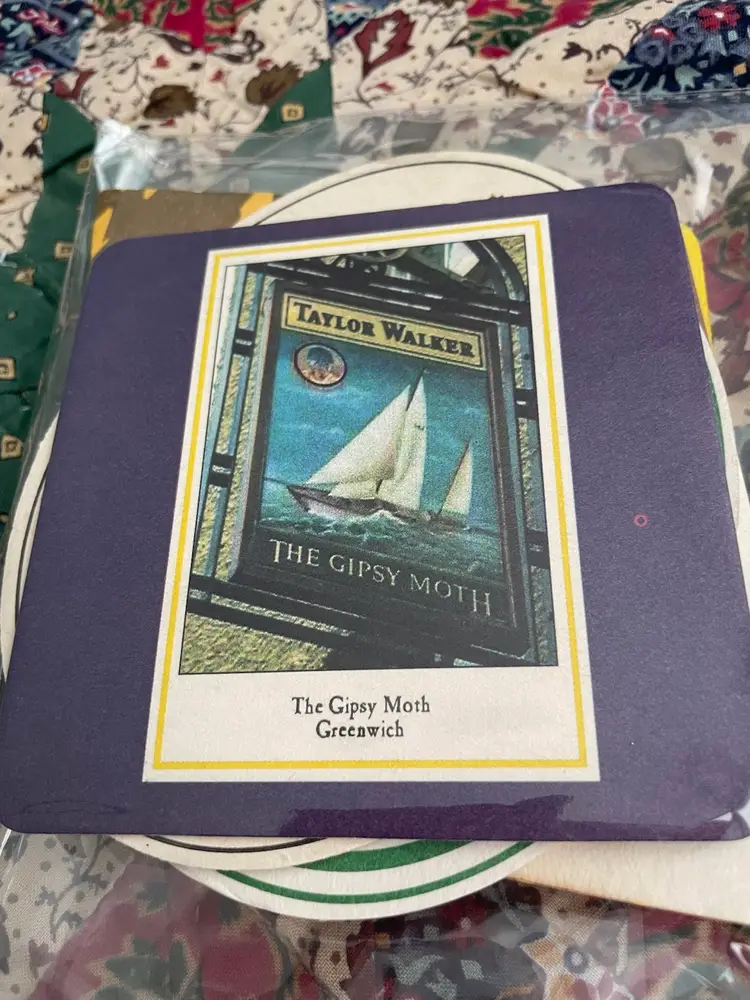 TAYLOR WALKER
THE GIPSY MOTH
The Gipsy Moth
Greenwich